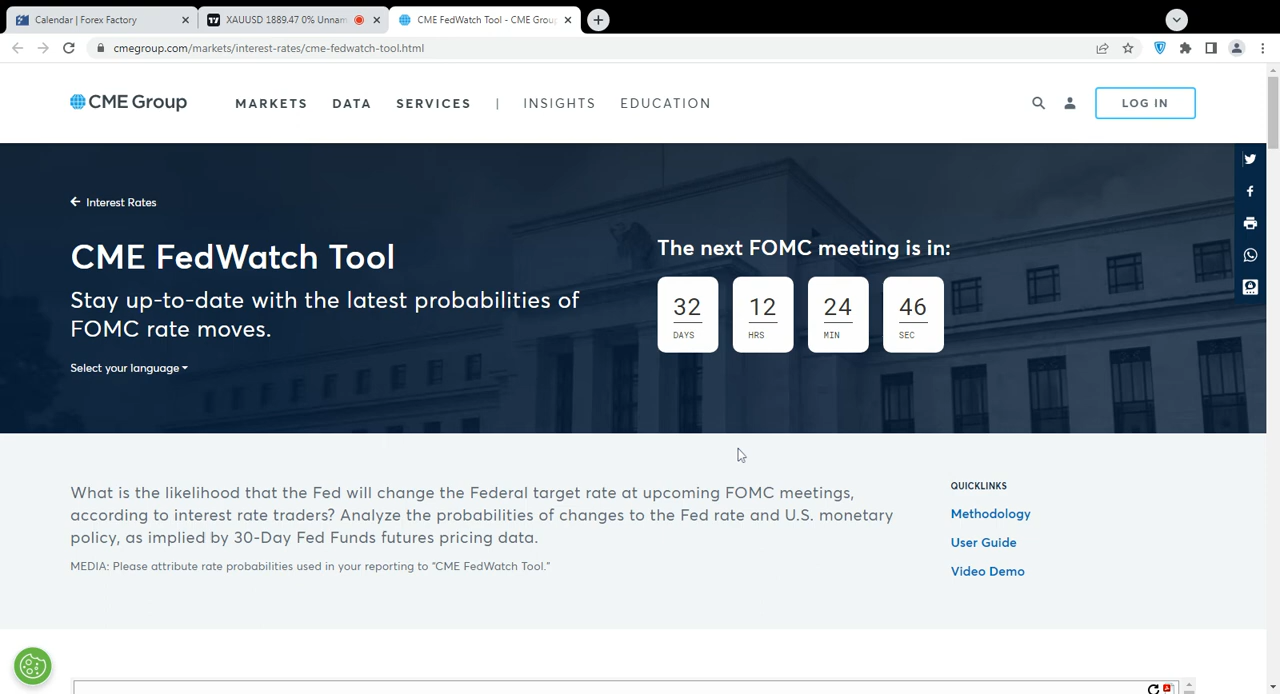 Calendar | Forex Factory
XAUUSD 1889.47 0% Unnam
CME FedWatch Tool - CME Group
cmegroup.com/markets/interest-rates/cme-fedwatch-tool.html
CME Group
MARKETS
DATA
SERVICES
|
INSIGHTS
EDUCATION
LOG IN
Interest Rates
CME FedWatch Tool
Stay up-to-date with the latest probabilities of
FOMC rate moves.
Select your language
The next FOMC meeting is in:
32
12
24
46
DAYS
HRS
MIN
SEC
What is the likelihood that the Fed will change the Federal target rate at upcoming FOMC meetings,
according to interest rate traders? Analyze the probabilities of changes to the Fed rate and U.S. monetary
policy, as implied by 30-Day Fed Funds futures pricing data.
MEDIA: Please attribute rate probabilities used in your reporting to "CME FedWatch Tool."
QUICKLINKS
Methodology
User Guide
Video Demo